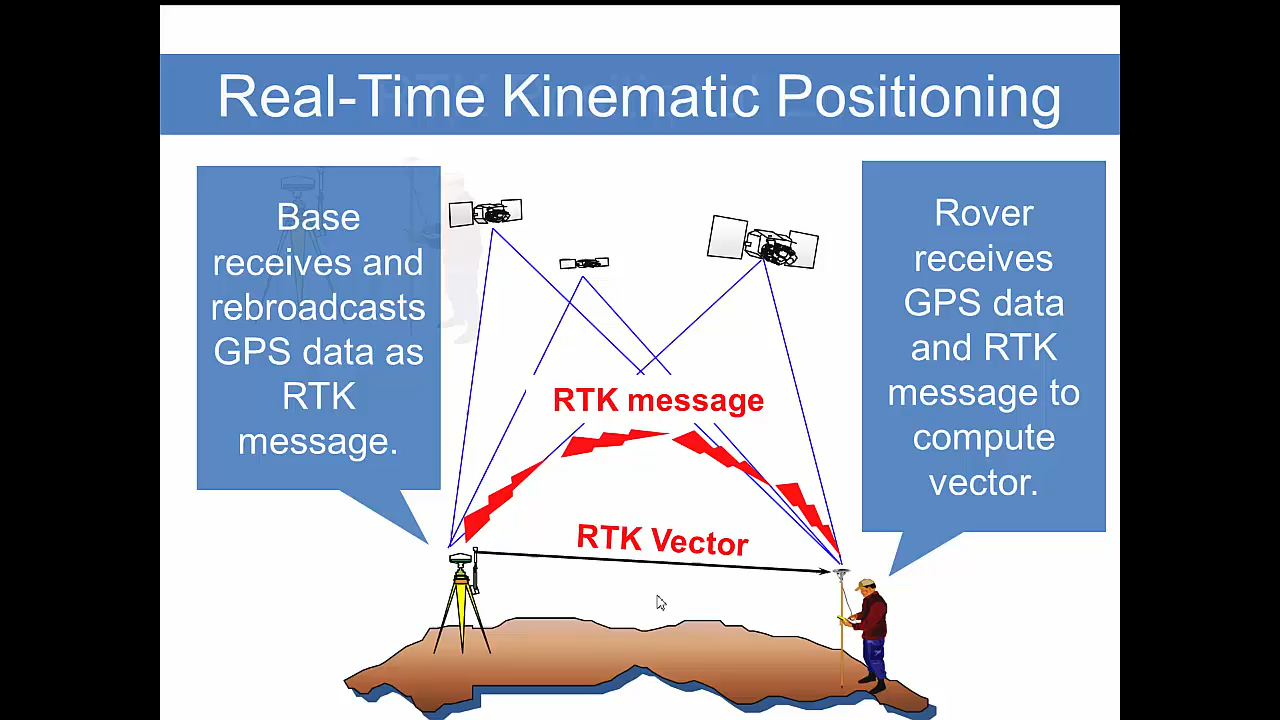 Real-Time Kinematic Positioning
Base
receives and
rebroadcasts
GPS data as
RTK
message.
Rover
receives
GPS data
and RTK
message to
compute
vector.
RTK message
RTK Vector